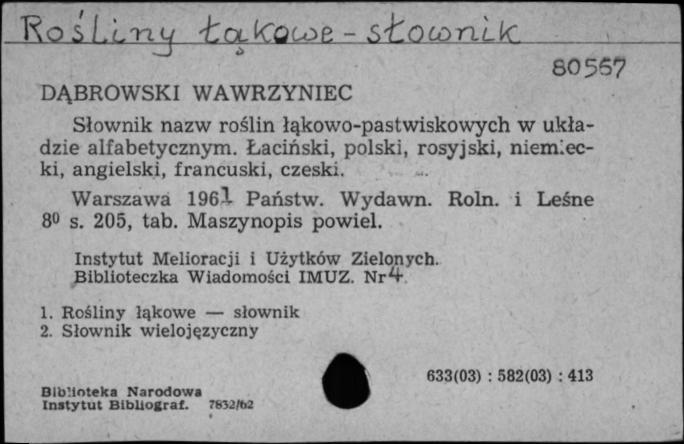 Rośliny łąkowe - słownik
80567
DĄBROWSKI WAWRZYNIEC
Słownik nazw roślin łąkowo-pastwiskowych w ukła-
dzie alfabetycznym. Łaciński, polski, rosyjski, niemiec-
ki, angielski, francuski, czeski.
Warszawa 1961 Państw. Wydawn. Roln. i Leśne
8⁰ s. 205, tab. Maszynopis powiel.
Instytut Melioracji i Użytków Zielonych.
Biblioteczka Wiadomości IMUZ. Nr 4.
1. Rośliny łąkowe — słownik
2. Słownik wielojęzyczny
633(03) : 582(03) : 413
Biblioteka Narodowa
Instytut Bibliograf. 7832/62